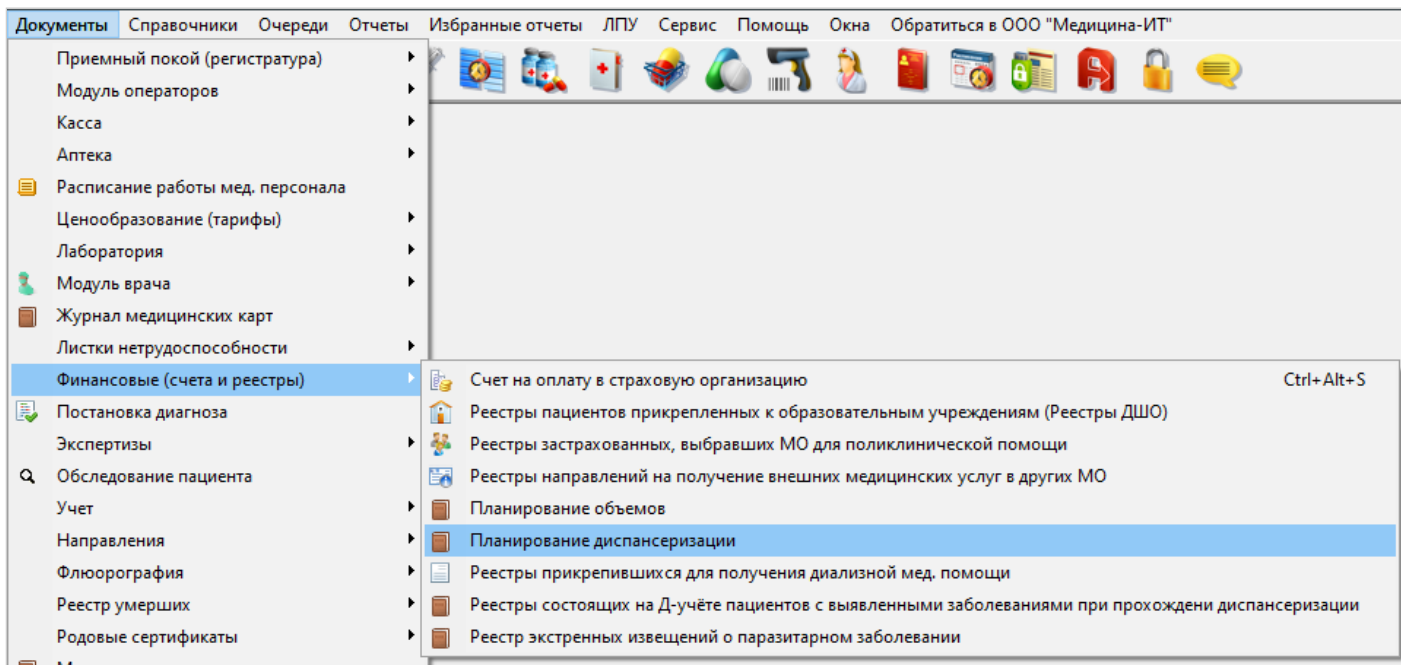 Документы Справочники Очереди Отчеты Избранные отчеты ЛПУ Сервис Помощь Окна Обратиться в ООО "Медицина-ИТ"
Приемный покой (регистратура)
Модуль операторов
Касса
Аптека
Расписание работы мед. персонала
Ценообразование (тарифы)
Лаборатория
Модуль врача
Журнал медицинских карт
Листки нетрудоспособности
Финансовые (счета и реестры)
Постановка диагноза
Экспертизы
Обследование пациента
Учет
Направления
Флюорография
Реестр умерших
Родовые сертификаты
Счет на оплату в страховую организацию Ctrl+Alt+S
Реестры пациентов прикрепленных к образовательным учреждениям (Реестры ДШО)
Реестры застрахованных, выбравших МО для поликлинической помощи
Реестры направлений на получение внешних медицинских услуг в других МО
Планирование объемов
Планирование диспансеризации
Реестры прикрепившихся для получения диализной мед. помощи
Реестры состоящих на Д-учёте пациентов с выявленными заболеваниями при прохождени диспансеризации
Реестр экстренных извещений о паразитарном заболевании